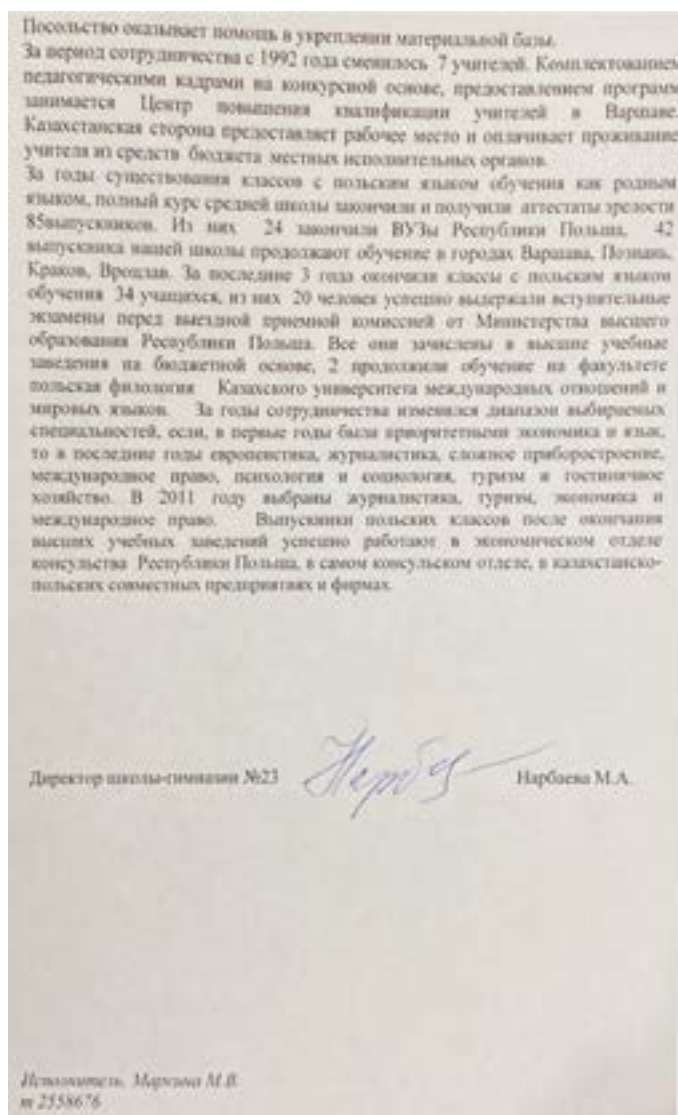 Посольство оказывает помощь в укреплении материальной базы.
За период сотрудничества с 1992 года сменилось 7 учителей. Комплектованием
педагогическими кадрами на конкурсной основе, предоставлением программ
занимается Центр повышения квалификации учителей в Варшаве.
Казахстанская сторона предоставляет рабочее место и оплачивает проживание
учителя из средств бюджета местных исполнительных органов.
За годы существования классов с польским языком обучения как родным
языком, полный курс средней школы закончили и получили аттестаты зрелости
85выпускников. Из них 24 закончили ВУЗы Республики Польша, 42
выпускника нашей школы продолжают обучение в городах Варшава, Познань,
Краков, Вроцлав. За последние 3 года окончили классы с польским языком
обучения 34 учащихся, из них 20 человек успешно выдержали вступительные
экзамены перед выездной приемной комиссией от Министерства высшего
образования Республики Польша. Все они зачислены в высшие учебные
заведения на бюджетной основе, 2 продолжили обучение на факультете
польская филология Казахского университета международных отношений и
мировых языков. За годы сотрудничества изменился диапазон выбираемых
специальностей, если, в первые годы были приоритетными экономика и язык,
то в последние годы европеистика, журналистика, сложное приборостроение,
международное право, психология и социология, туризм и гостиничное
хозяйство. В 2011 году выбраны журналистика, туризм, экономика и
международное право. Выпускники польских классов после окончания
высших учебных заведений успешно работают в экономическом отделе
консульства Республики Польша, в самом консульском отделе, в казахстанско-
польских совместных предприятиях и фирмах.
Директор школы-гимназии №23 Нарбаева М.А.
Исполнитель М.В.
т 2558676